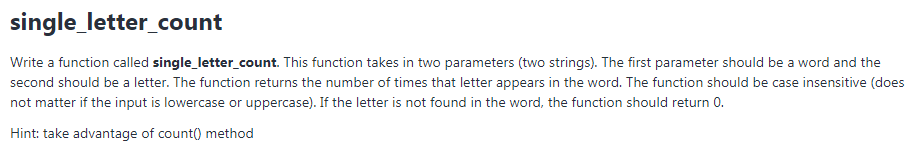 single_letter_count
Write a function called single_letter_count. This function takes in two parameters (two strings). The first parameter should be a word and the
second should be a letter. The function returns the number of times that letter appears in the word. The function should be case insensitive (does
not matter if the input is lowercase or uppercase). If the letter is not found in the word, the function should return 0.
Hint: take advantage of count() method